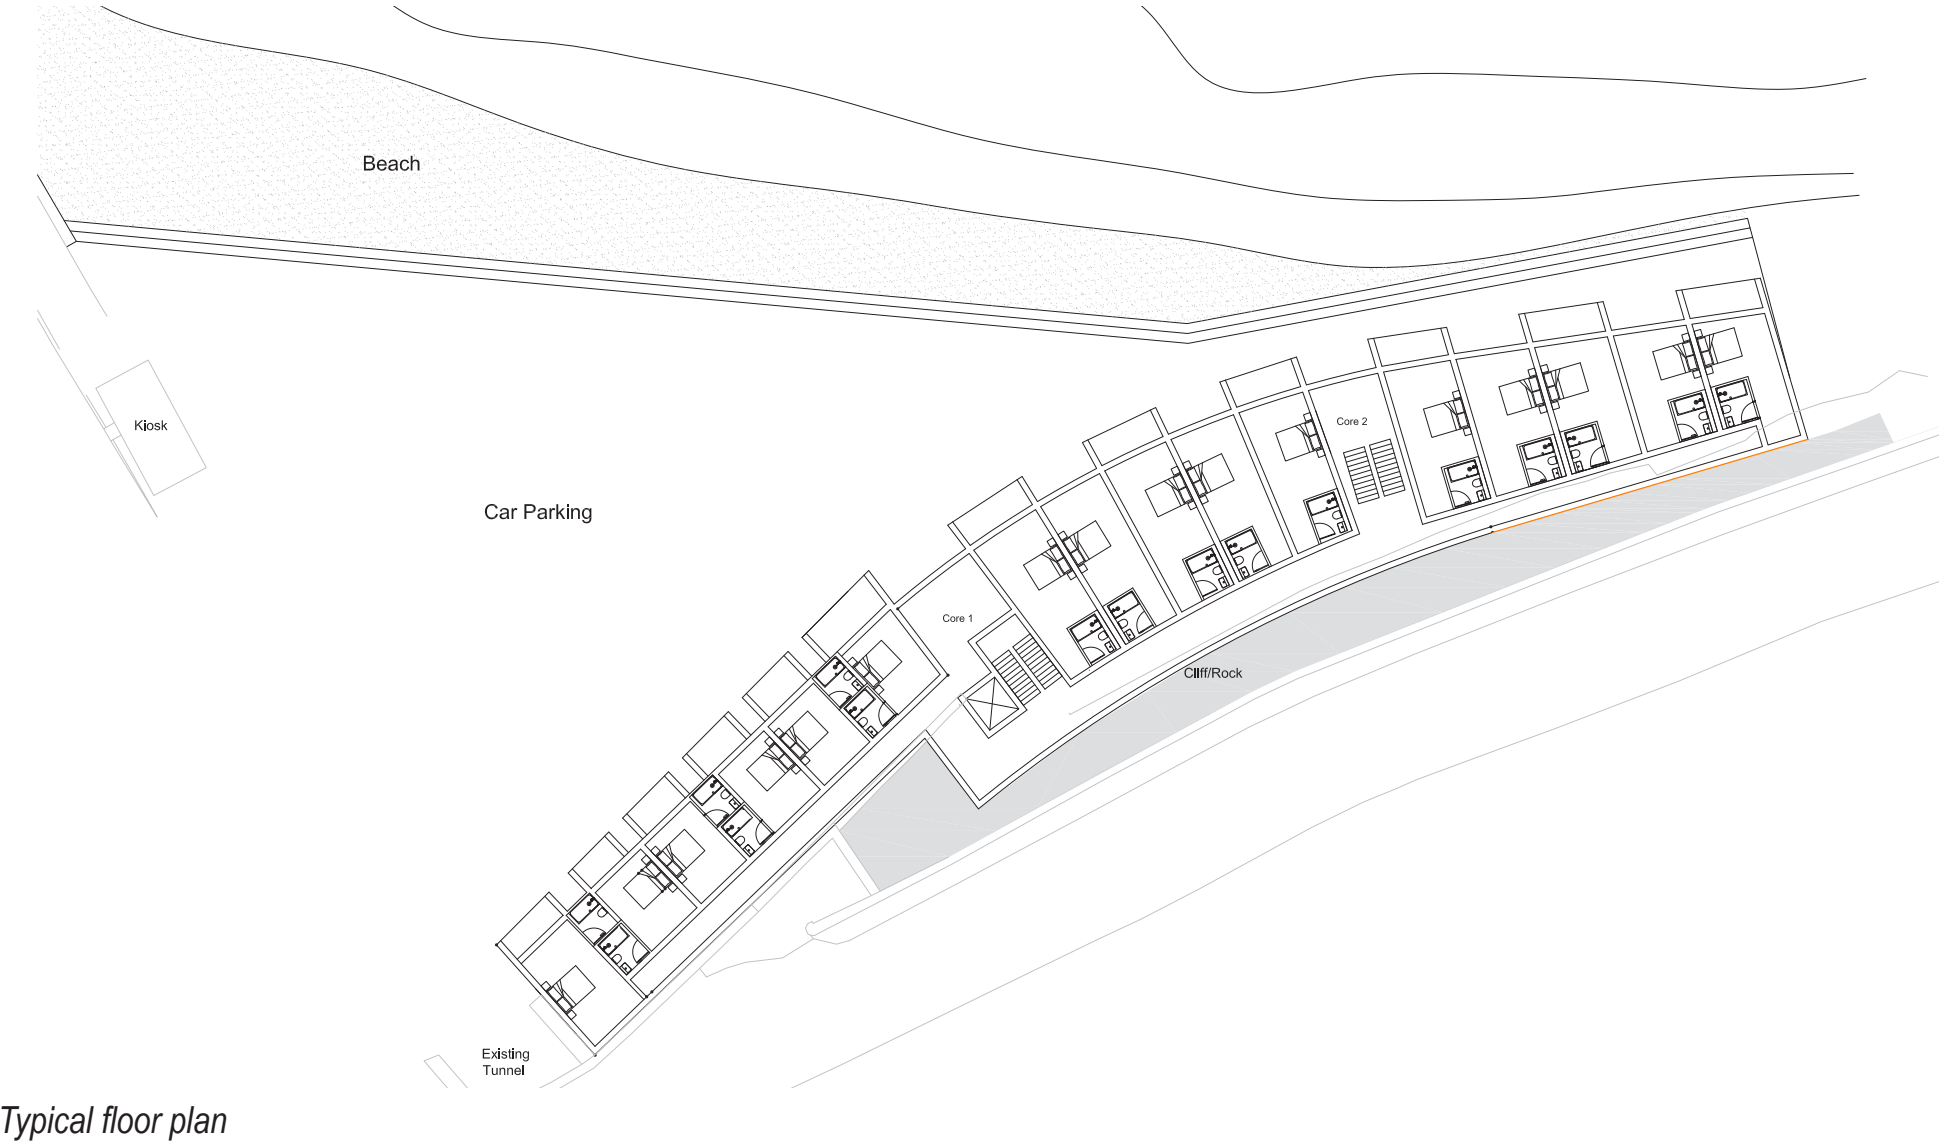 Beach
Kiosk
Core 2
Car Parking
Core 1
Cliff/Rock
Existing
Tunnel
Typical floor plan